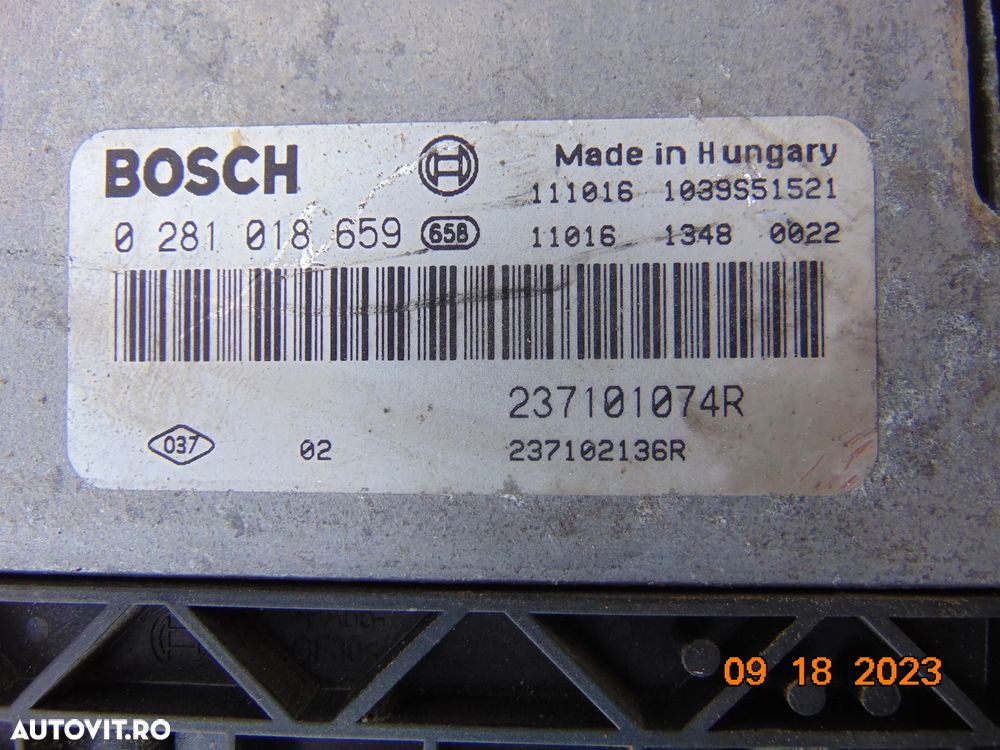 BOSCH
Made in Hungary
111016 1039S51521
0 281 018 659 658
11016 1348 0022
237101074R
037 02 237102136R
09 18 2023
AUTOVIT.RO